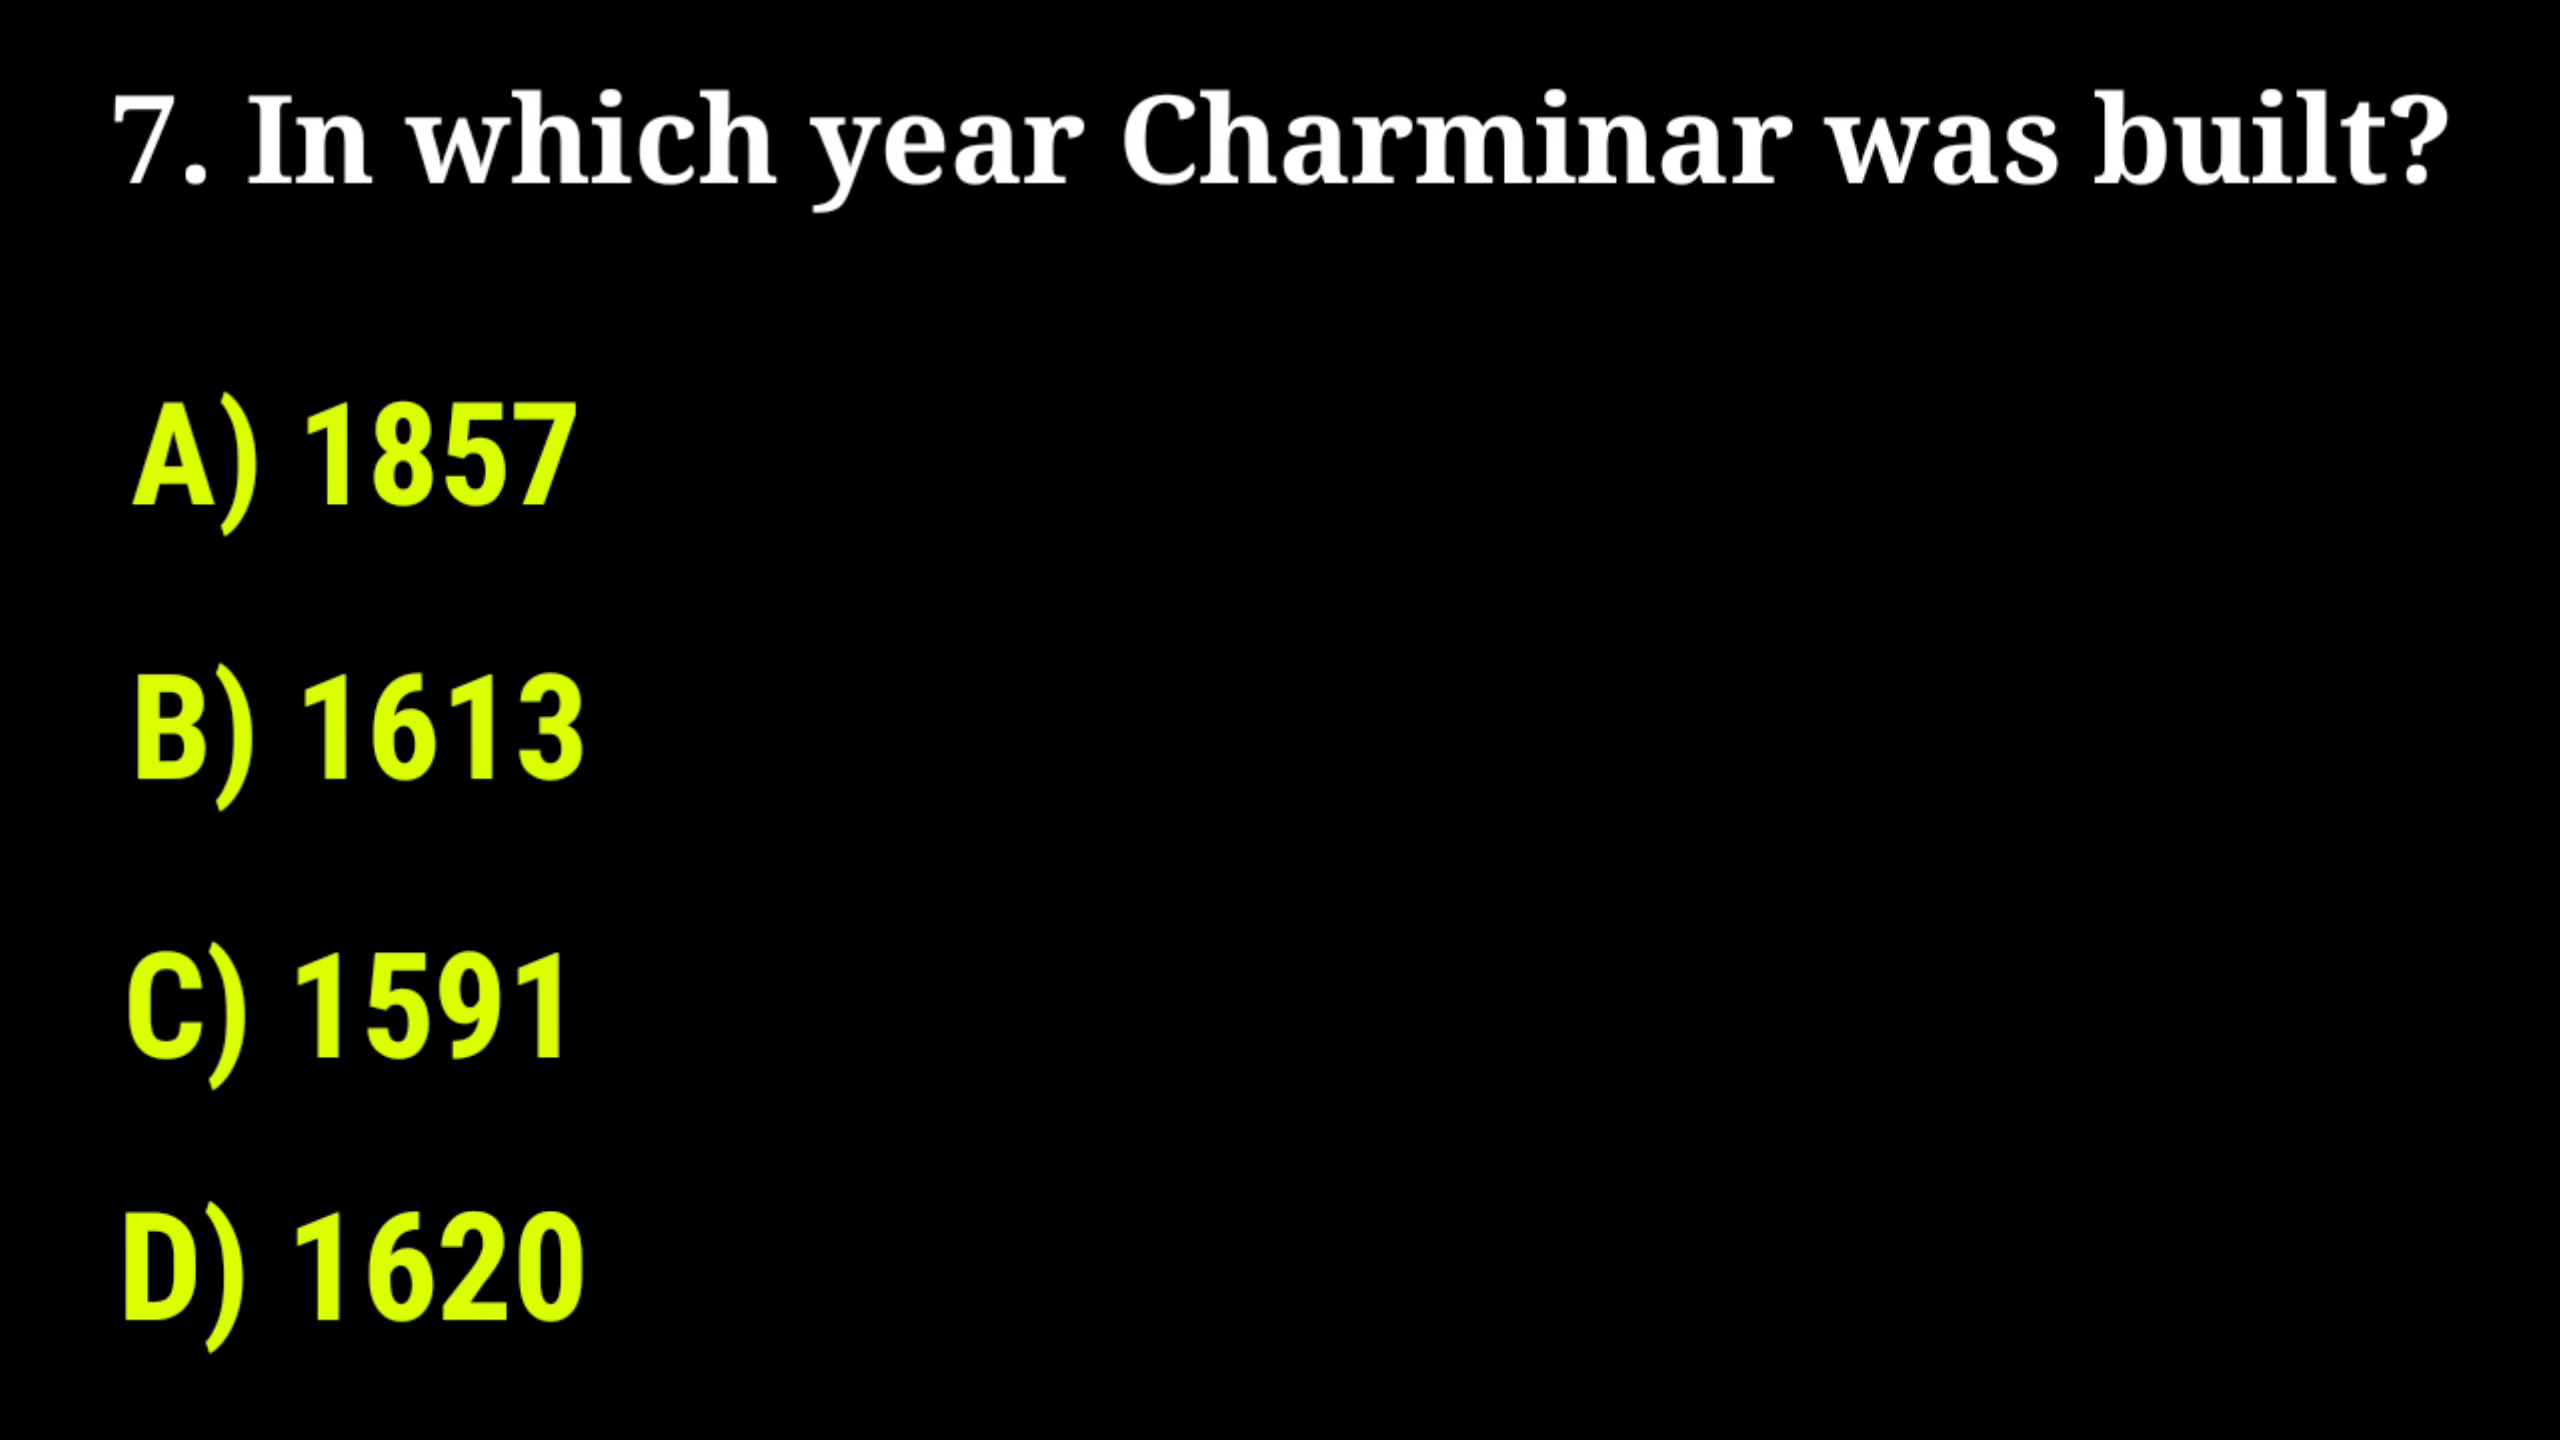 7. In which year Charminar was built?
A) 1857
B) 1613
C) 1591
D) 1620